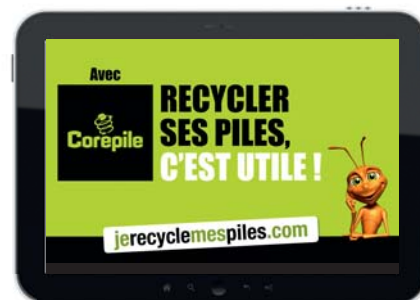 Avec
Corepile
RECYCLER
SES PILES,
C'EST UTILE !
jerecyclemespiles.com